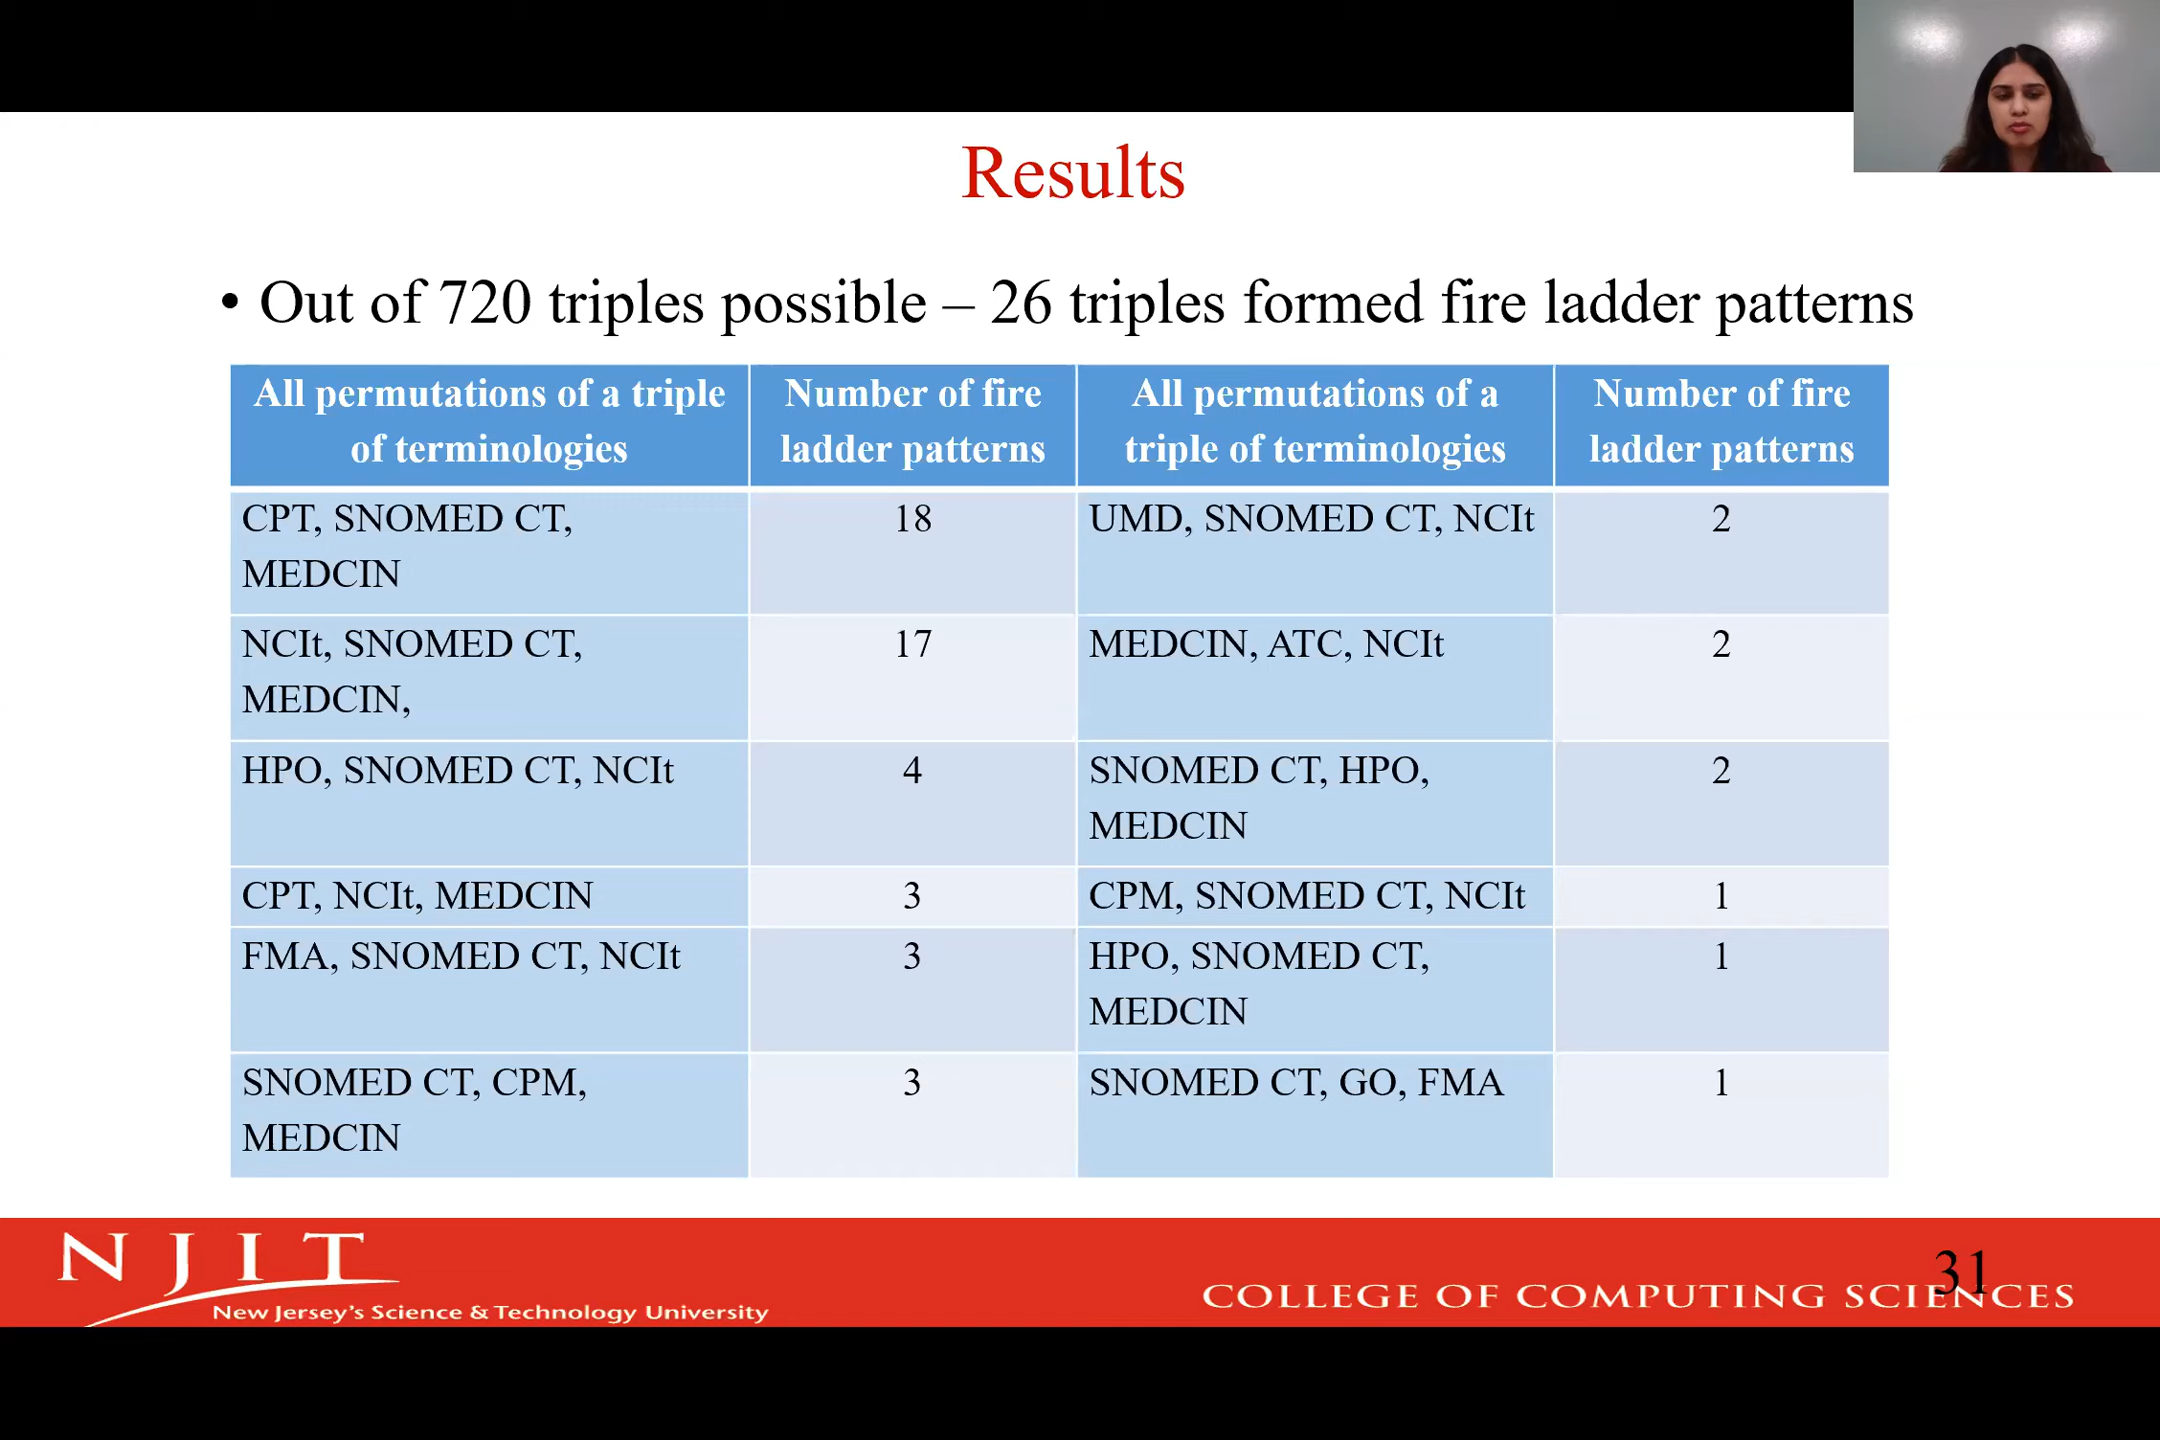 Results
• Out of 720 triples possible – 26 triples formed fire ladder patterns
All permutations of a triple
of terminologies
Number of fire
ladder patterns
All permutations of a
triple of terminologies
Number of fire
ladder patterns
CPT, SNOMED CT,
MEDCIN
18
UMD, SNOMED CT, NCIt
2
NCIt, SNOMED CT,
MEDCIN,
17
MEDCIN, ATC, NCIt
2
HPO, SNOMED CT, NCIt
4
SNOMED CT, HPO,
MEDCIN
2
CPT, NCIt, MEDCIN
3
CPM, SNOMED CT, NCIt
1
FMA, SNOMED CT, NCIt
3
HPO, SNOMED CT,
MEDCIN
1
SNOMED CT, CPM,
MEDCIN
3
SNOMED CT, GO, FMA
1
NJIT
New Jersey's Science & Technology University
31
COLLEGE OF COMPUTING SCIENCES